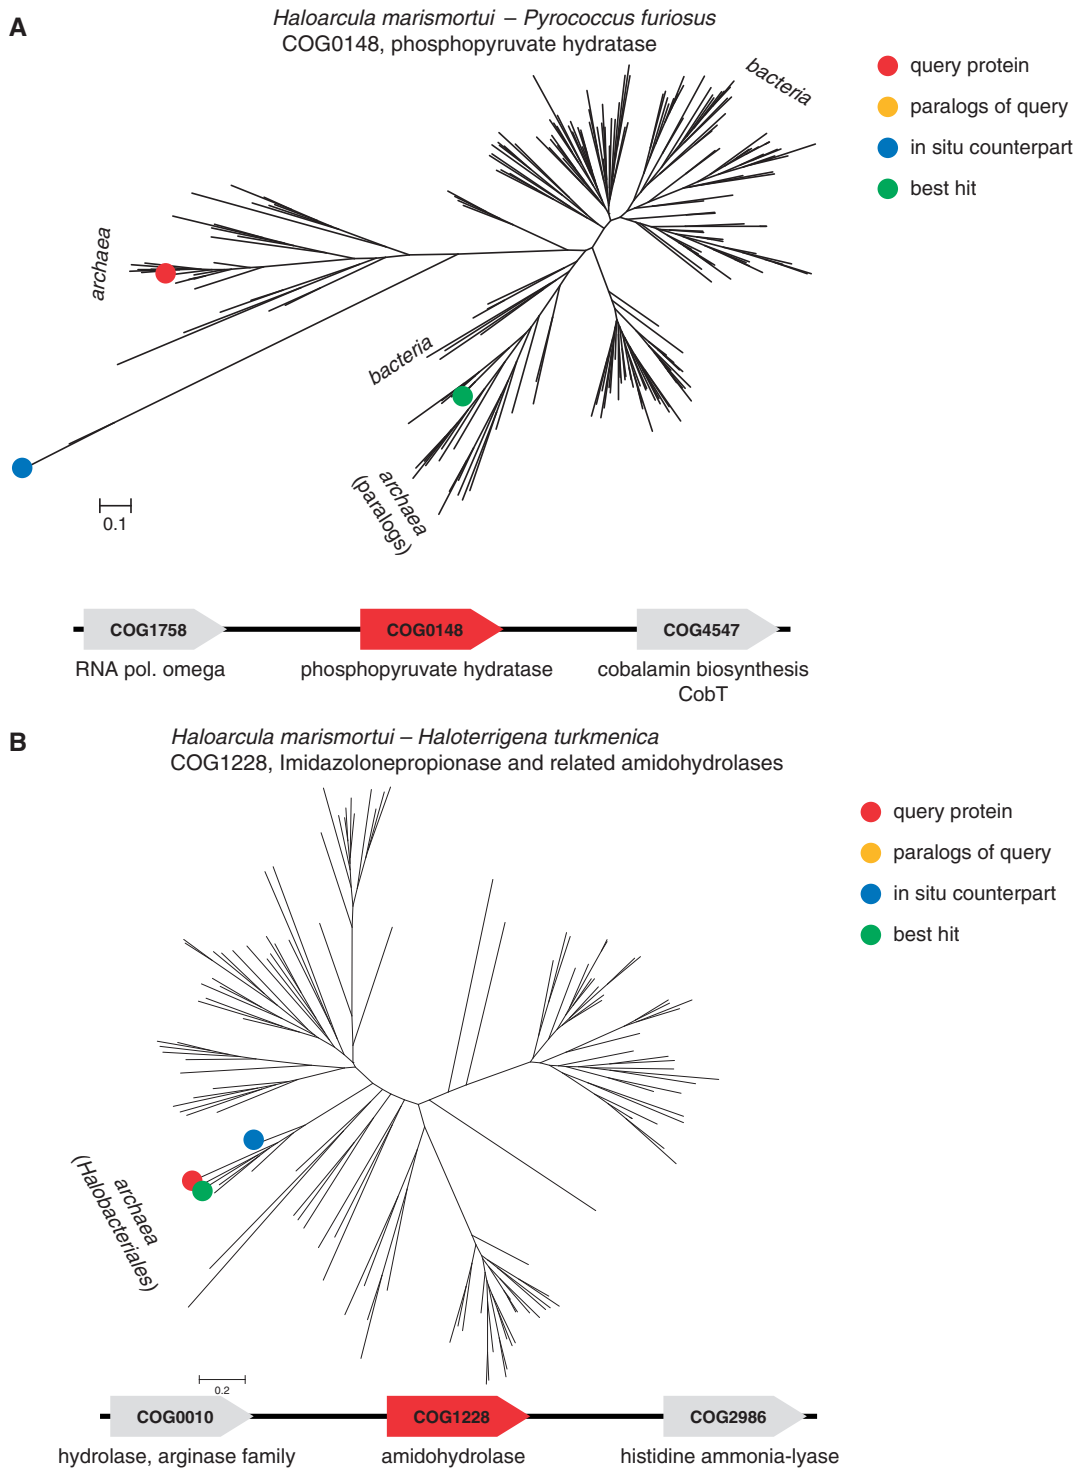 A
Haloarcula marismortui – Pyrococcus furiosus
COG0148, phosphopyruvate hydratase
query protein
paralogs of query
in situ counterpart
best hit
bacteria
archaea
bacteria
archaea
(paralogs)
0.1
COG1758
COG0148
COG4547
RNA pol. omega
phosphopyruvate hydratase
cobalamin biosynthesis
CobT
B
Haloarcula marismortui – Haloterrigena turkmenica
COG1228, Imidazolonepropionase and related amidohydrolases
query protein
paralogs of query
in situ counterpart
best hit
archaea
(Halobacteriales)
0.2
COG0010
COG1228
COG2986
hydrolase, arginase family
amidohydrolase
histidine ammonia-lyase